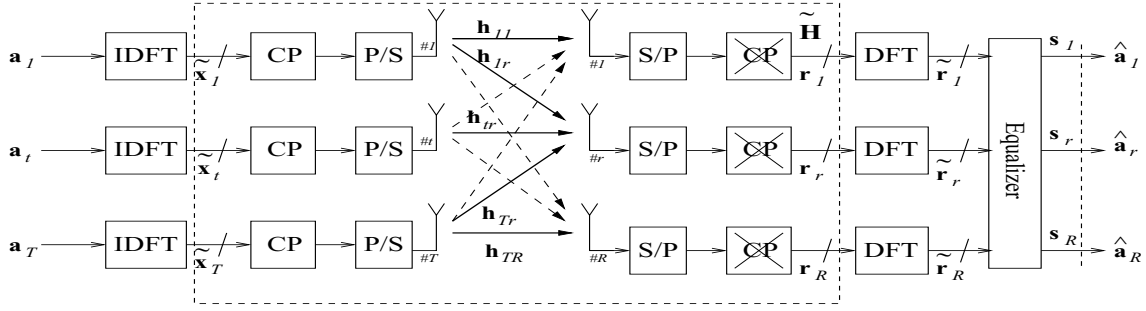 H̃
a_1 IDFT x̃_1 CP P/S #1 h_11 h_1r #1 S/P CP r_1 DFT r̃_1 s_1 â_1
a_t IDFT x̃_t CP P/S #t h_tr #r S/P CP r_r DFT r̃_r Equalizer s_r â_r
a_T IDFT x̃_T CP P/S #T h_Tr h_TR #R S/P CP r_R DFT r̃_R s_R â_R